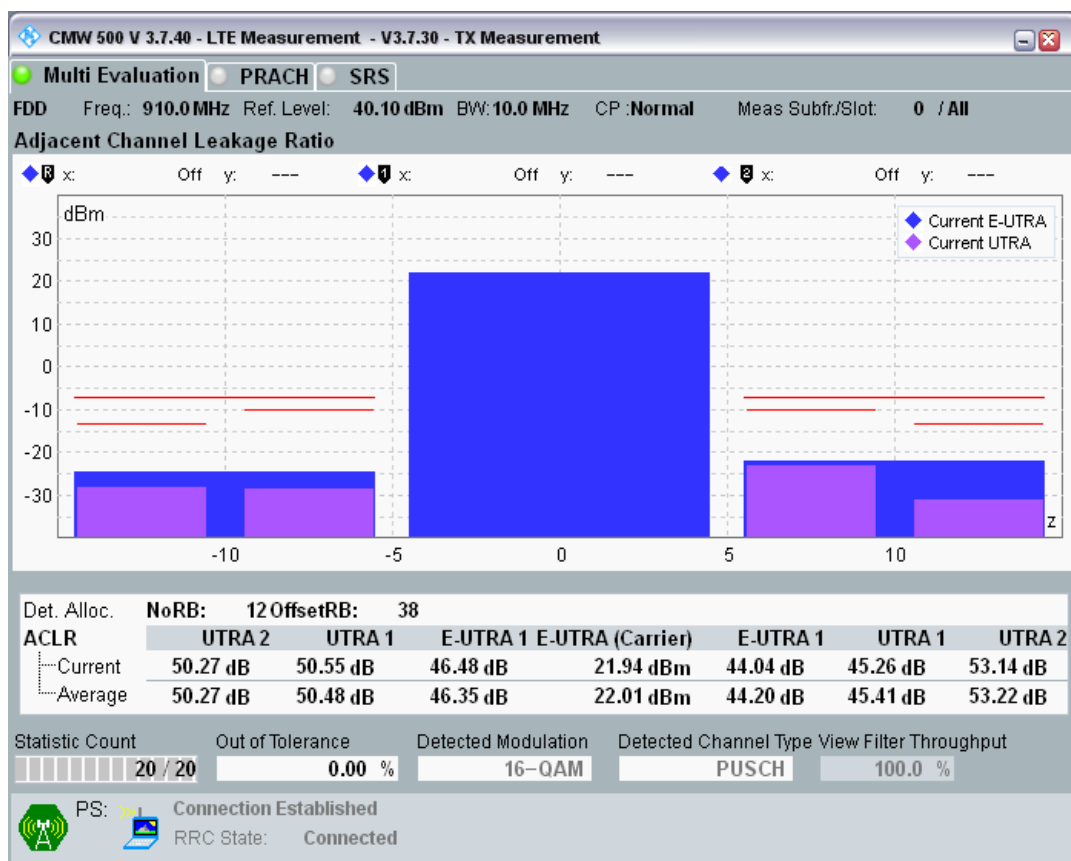 CMW 500 V 3.7.40 - LTE Measurement - V3.7.30 - TX Measurement
Multi Evaluation PRACH SRS
FDD Freq.: 910.0 MHz Ref. Level: 40.10 dBm BW: 10.0 MHz CP :Normal Meas Subfr./Slot: 0 / All
Adjacent Channel Leakage Ratio
R x: Off y: --- 1 x: Off y: --- 2 x: Off y: ---
dBm
Current E-UTRA
Current UTRA
30
20
10
0
-10
-20
-30
z
-10 -5 0 5 10
Det. Alloc. NoRB: 12 OffsetRB: 38
ACLR UTRA 2 UTRA 1 E-UTRA 1 E-UTRA (Carrier) E-UTRA 1 UTRA 1 UTRA 2
Current 50.27 dB 50.55 dB 46.48 dB 21.94 dBm 44.04 dB 45.26 dB 53.14 dB
Average 50.27 dB 50.48 dB 46.35 dB 22.01 dBm 44.20 dB 45.41 dB 53.22 dB
Statistic Count Out of Tolerance Detected Modulation Detected Channel Type View Filter Throughput
20 / 20 0.00 % 16-QAM PUSCH 100.0 %
PS: Connection Established
RRC State: Connected